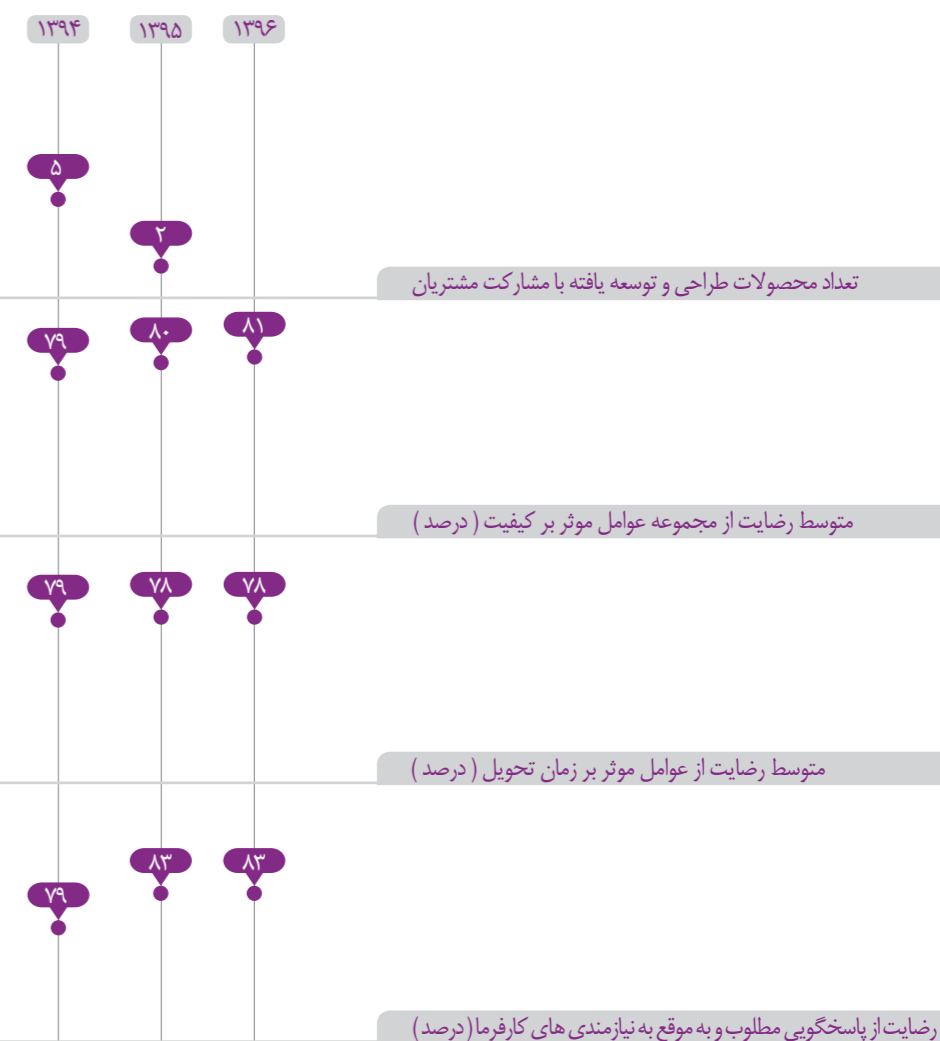 ۱۳۹۴ ۱۳۹۵ ۱۳۹۶
۵
۲
تعداد محصولات طراحی و توسعه یافته با مشارکت مشتریان
۷۹ ۸۰ ۸۱
متوسط رضایت از مجموعه عوامل موثر بر کیفیت ( درصد )
۷۹ ۷۸ ۷۸
متوسط رضایت از عوامل موثر بر زمان تحویل ( درصد )
۷۹ ۸۳ ۸۳
رضایت از پاسخگویی مطلوب و به موقع به نیازمندی های کارفرما ( درصد )